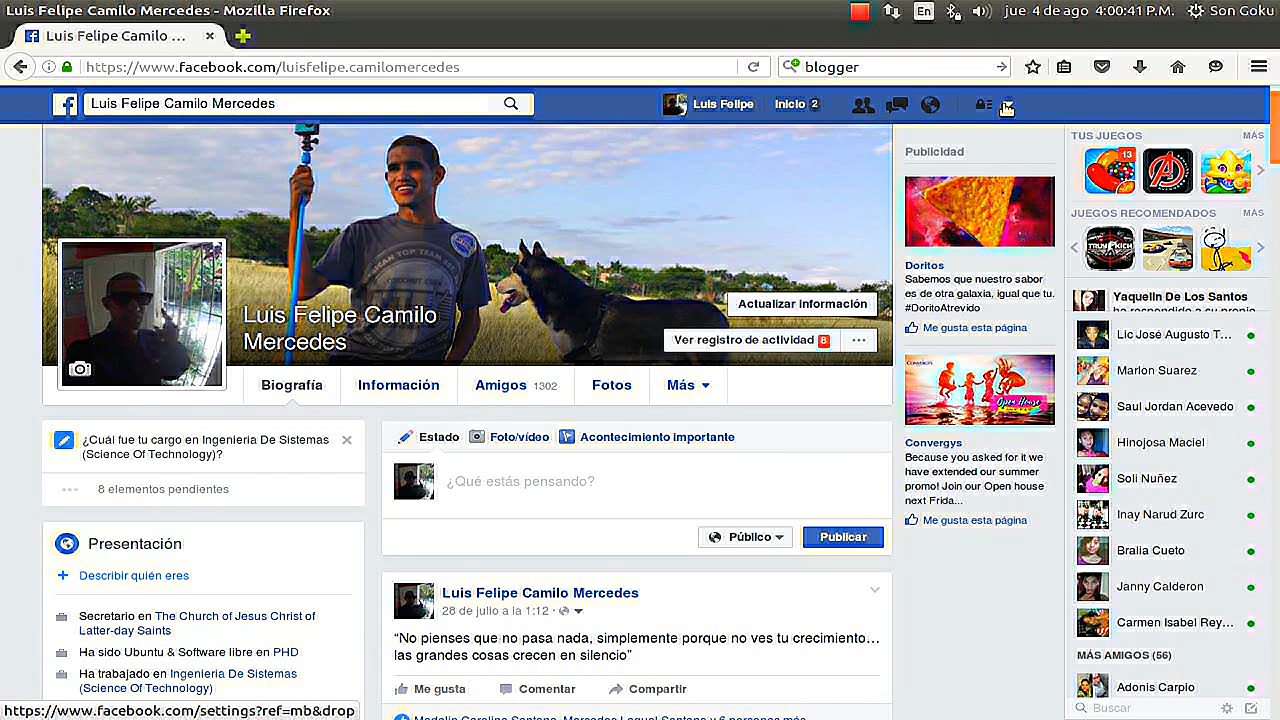 Luis Felipe Camilo Mercedes - Mozilla Firefox
En
jue 4 de ago 4:00:41 P.M.
Son Goku
Luis Felipe Camilo ...
https://www.facebook.com/luisfelipe.camilomercedes
blogger
Luis Felipe Camilo Mercedes
Luis Felipe
Inicio 2
Luis Felipe Camilo
Mercedes
Actualizar información
Ver registro de actividad 8
Biografía
Información
Amigos 1302
Fotos
Más
¿Cuál fue tu cargo en Ingenieria De Sistemas
(Science Of Technology)?
8 elementos pendientes
Presentación
Describir quién eres
Secretario en The Church of Jesus Christ of
Latter-day Saints
Ha sido Ubuntu & Software libre en PHD
Ha trabajado en Ingenieria De Sistemas
(Science Of Technology)
https://www.facebook.com/settings?ref=mb&drop
Estado
Foto/vídeo
Acontecimiento importante
¿Qué estás pensando?
Público
Publicar
Luis Felipe Camilo Mercedes
28 de julio a la 1:12 ·
“No pienses que no pasa nada, simplemente porque no ves tu crecimiento…
las grandes cosas crecen en silencio”
Me gusta
Comentar
Compartir
Publicidad
Doritos
Sabemos que nuestro sabor
es de otra galaxia, igual que tu.
#DoritoAtrevido
Me gusta esta página
Open House
Convergys
Because you asked for it we
have extended our summer
promo! Join our Open house
next Frida...
Me gusta esta página
TUS JUEGOS
MÁS
13
JUEGOS RECOMENDADOS
MÁS
Yaquelin De Los Santos
Lic José Augusto T...
Marlon Suarez
Saul Jordan Acevedo
Hinojosa Maciel
Soli Nuñez
Inay Narud Zurc
Bralia Cueto
Janny Calderon
Carmen Isabel Rey...
MÁS AMIGOS (56)
Adonis Carpio
Buscar